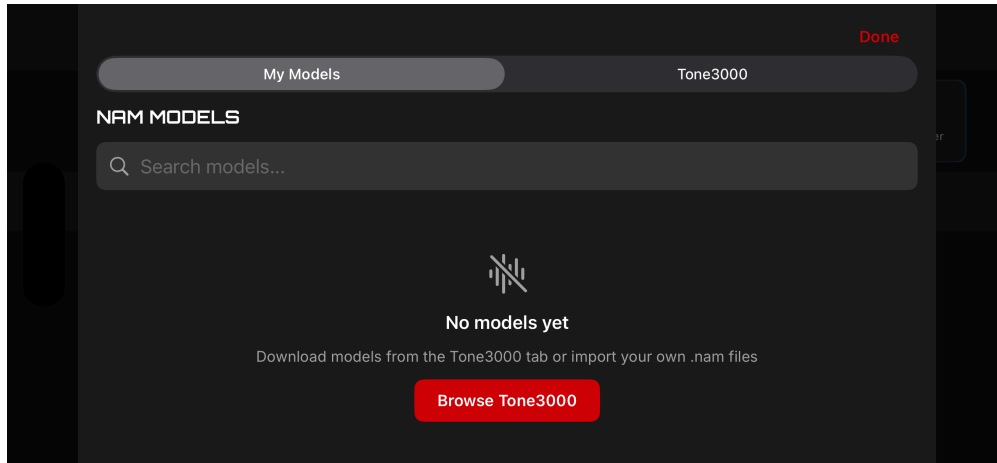 Done
My Models
Tone3000
NAM MODELS
Search models...
No models yet
Download models from the Tone3000 tab or import your own .nam files
Browse Tone3000